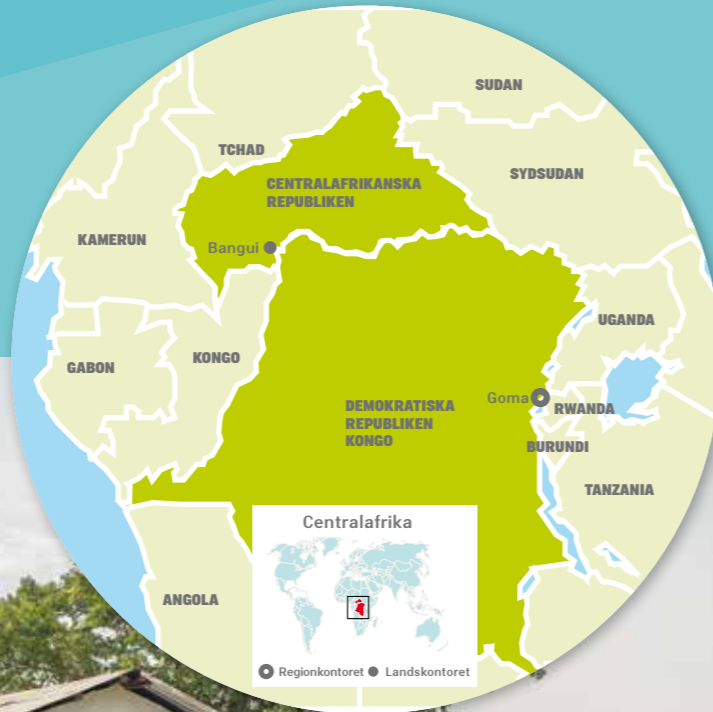 SUDAN
TCHAD
SYDSUDAN
CENTRALAFRIKANSKA
REPUBLIKEN
KAMERUN
Bangui
UGANDA
KONGO
GABON
Goma
RWANDA
DEMOKRATISKA
REPUBLIKEN
KONGO
BURUNDI
TANZANIA
Centralafrika
ANGOLA
Regionkontoret
Landskontoret